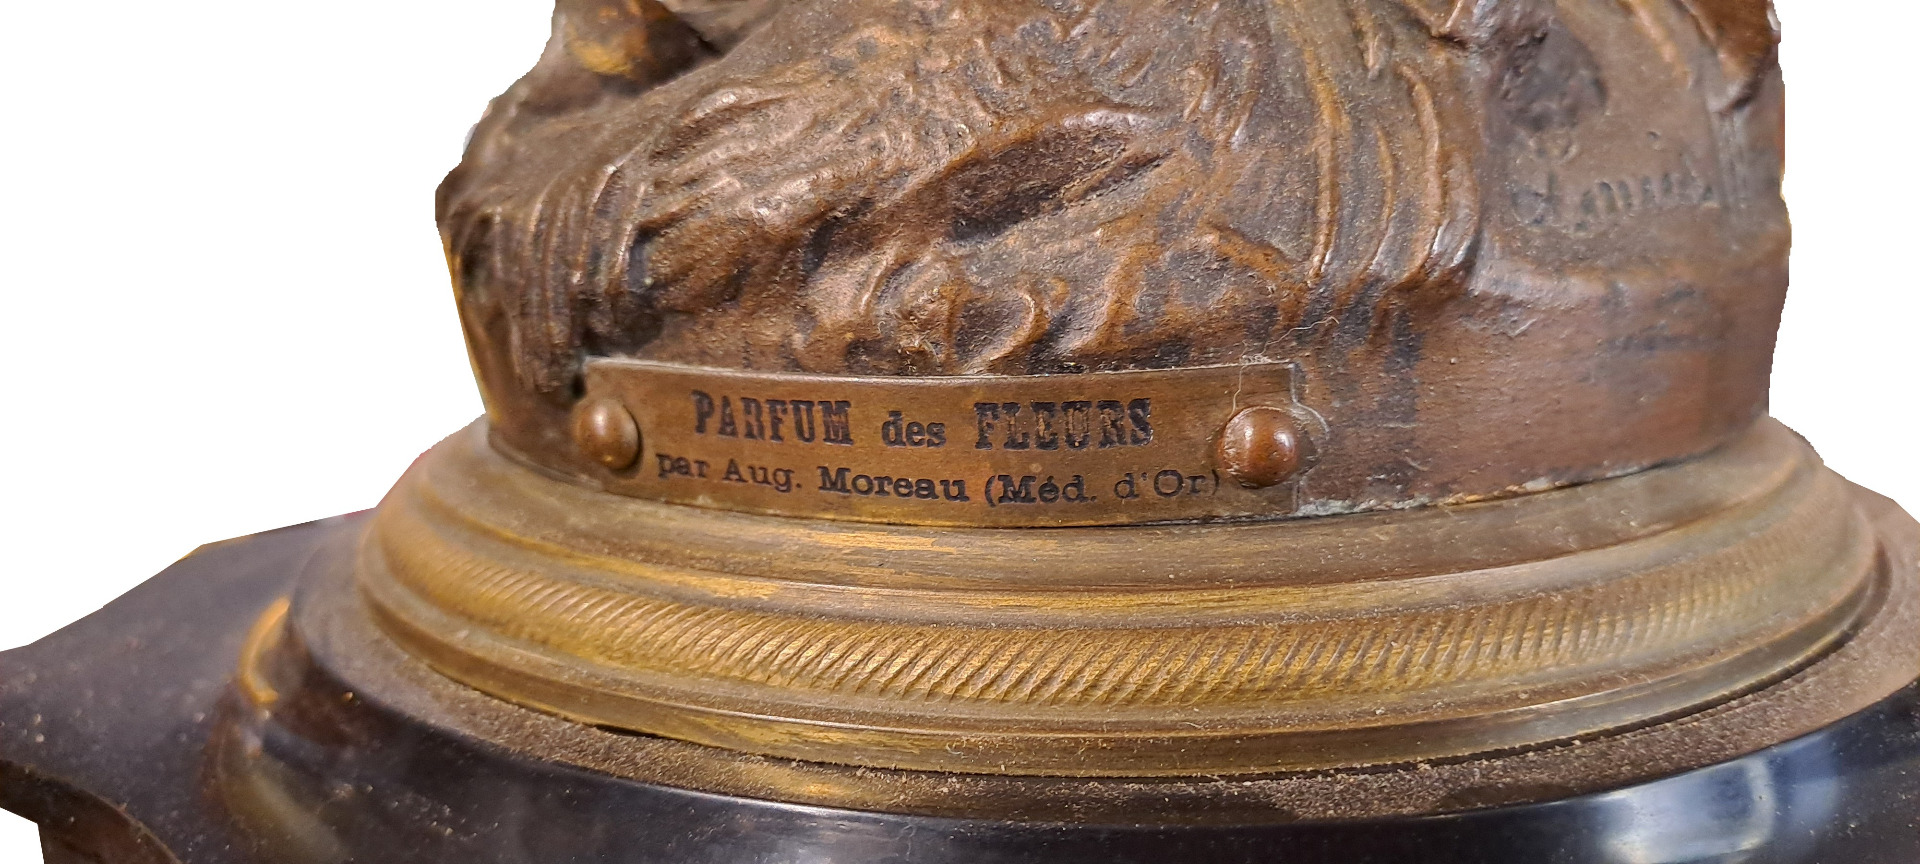 PARFUM des FLEURS
par Aug. Moreau (Méd. d'Or)